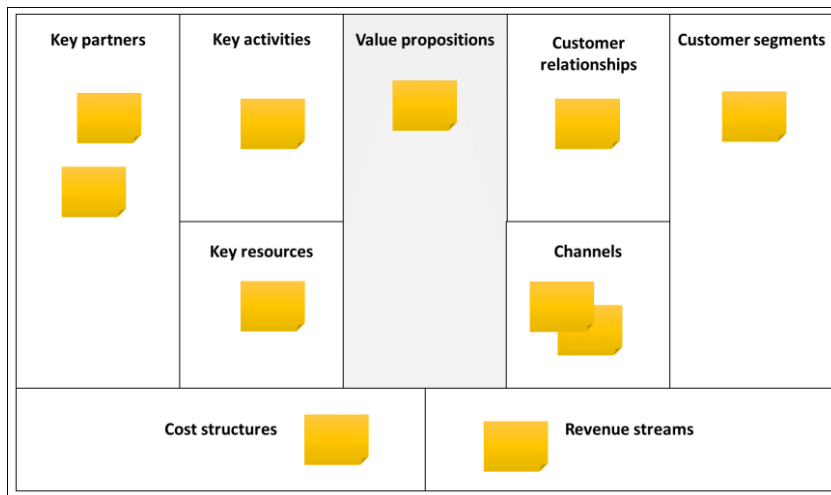 Key partners
Key activities
Value propositions
Customer
relationships
Customer segments
Key resources
Channels
Cost structures
Revenue streams